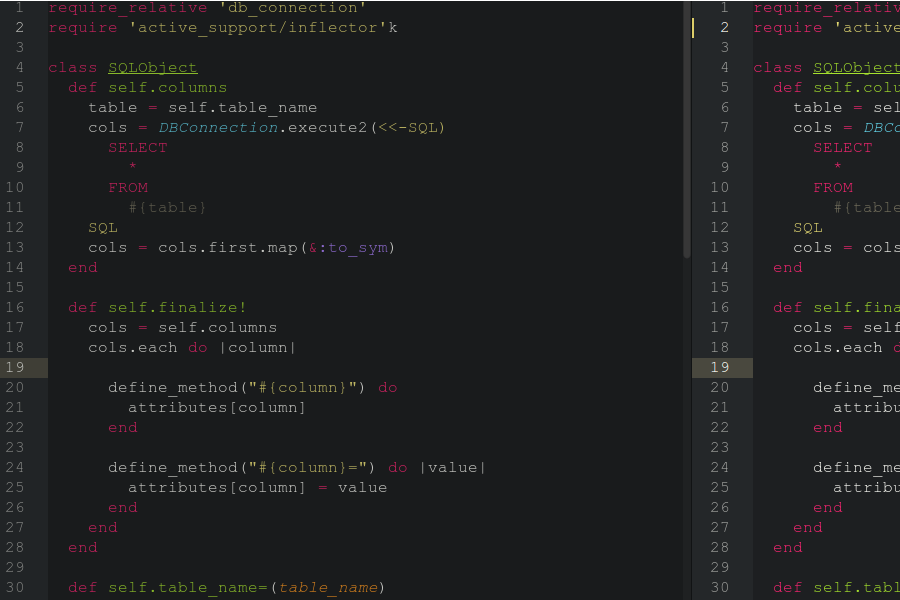 1 require_relative 'db_connection'
2 require 'active_support/inflector'k
3
4 class SQLObject
5   def self.columns
6     table = self.table_name
7     cols = DBConnection.execute2(<<-SQL)
8       SELECT
9         *
10       FROM
11         #{table}
12     SQL
13     cols = cols.first.map(&:to_sym)
14   end
15
16   def self.finalize!
17     cols = self.columns
18     cols.each do |column|
19
20       define_method("#{column}") do
21         attributes[column]
22       end
23
24       define_method("#{column}=") do |value|
25         attributes[column] = value
26       end
27     end
28   end
29
30   def self.table_name=(table_name)
1 require_relativ
2 require 'active
3
4 class SQLObject
5   def self.colu
6     table = sel
7     cols = DBCo
8       SELECT
9         *
10       FROM
11         #{table
12     SQL
13     cols = cols
14   end
15
16   def self.fina
17     cols = self
18     cols.each d
19
20       define_me
21         attribu
22       end
23
24       define_me
25         attribu
26       end
27     end
28   end
29
30   def self.tabl